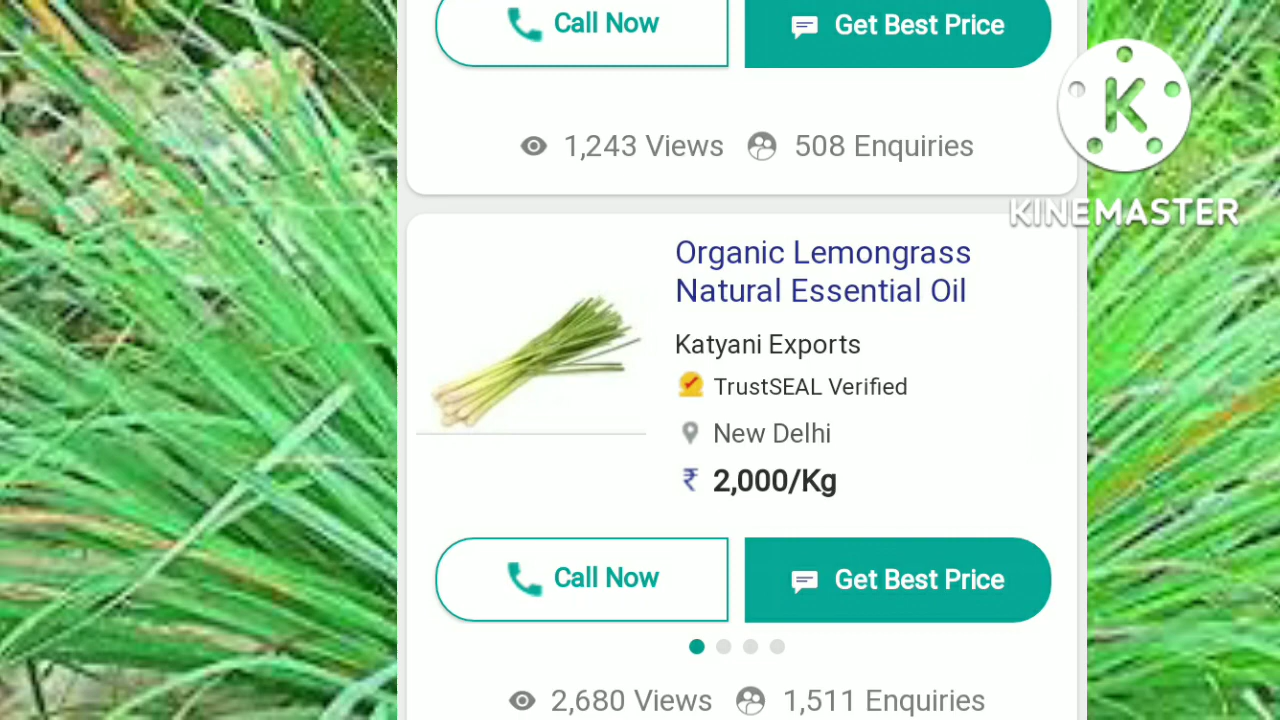 Call Now
Get Best Price
1,243 Views
508 Enquiries
K
KINEMASTER
Organic Lemongrass
Natural Essential Oil
Katyani Exports
TrustSEAL Verified
New Delhi
₹ 2,000/Kg
Call Now
Get Best Price
2,680 Views
1,511 Enquiries